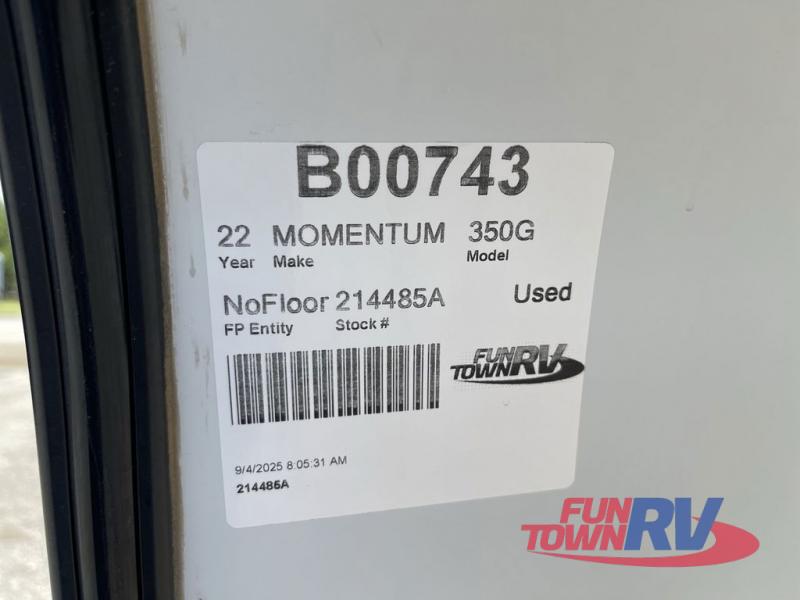 B00743
22 MOMENTUM 350G
Year Make Model
NoFloor 214485A Used
FP Entity Stock #
FUN
TOWN RV
9/4/2025 8:05:31 AM
214485A
FUN
TOWN RV